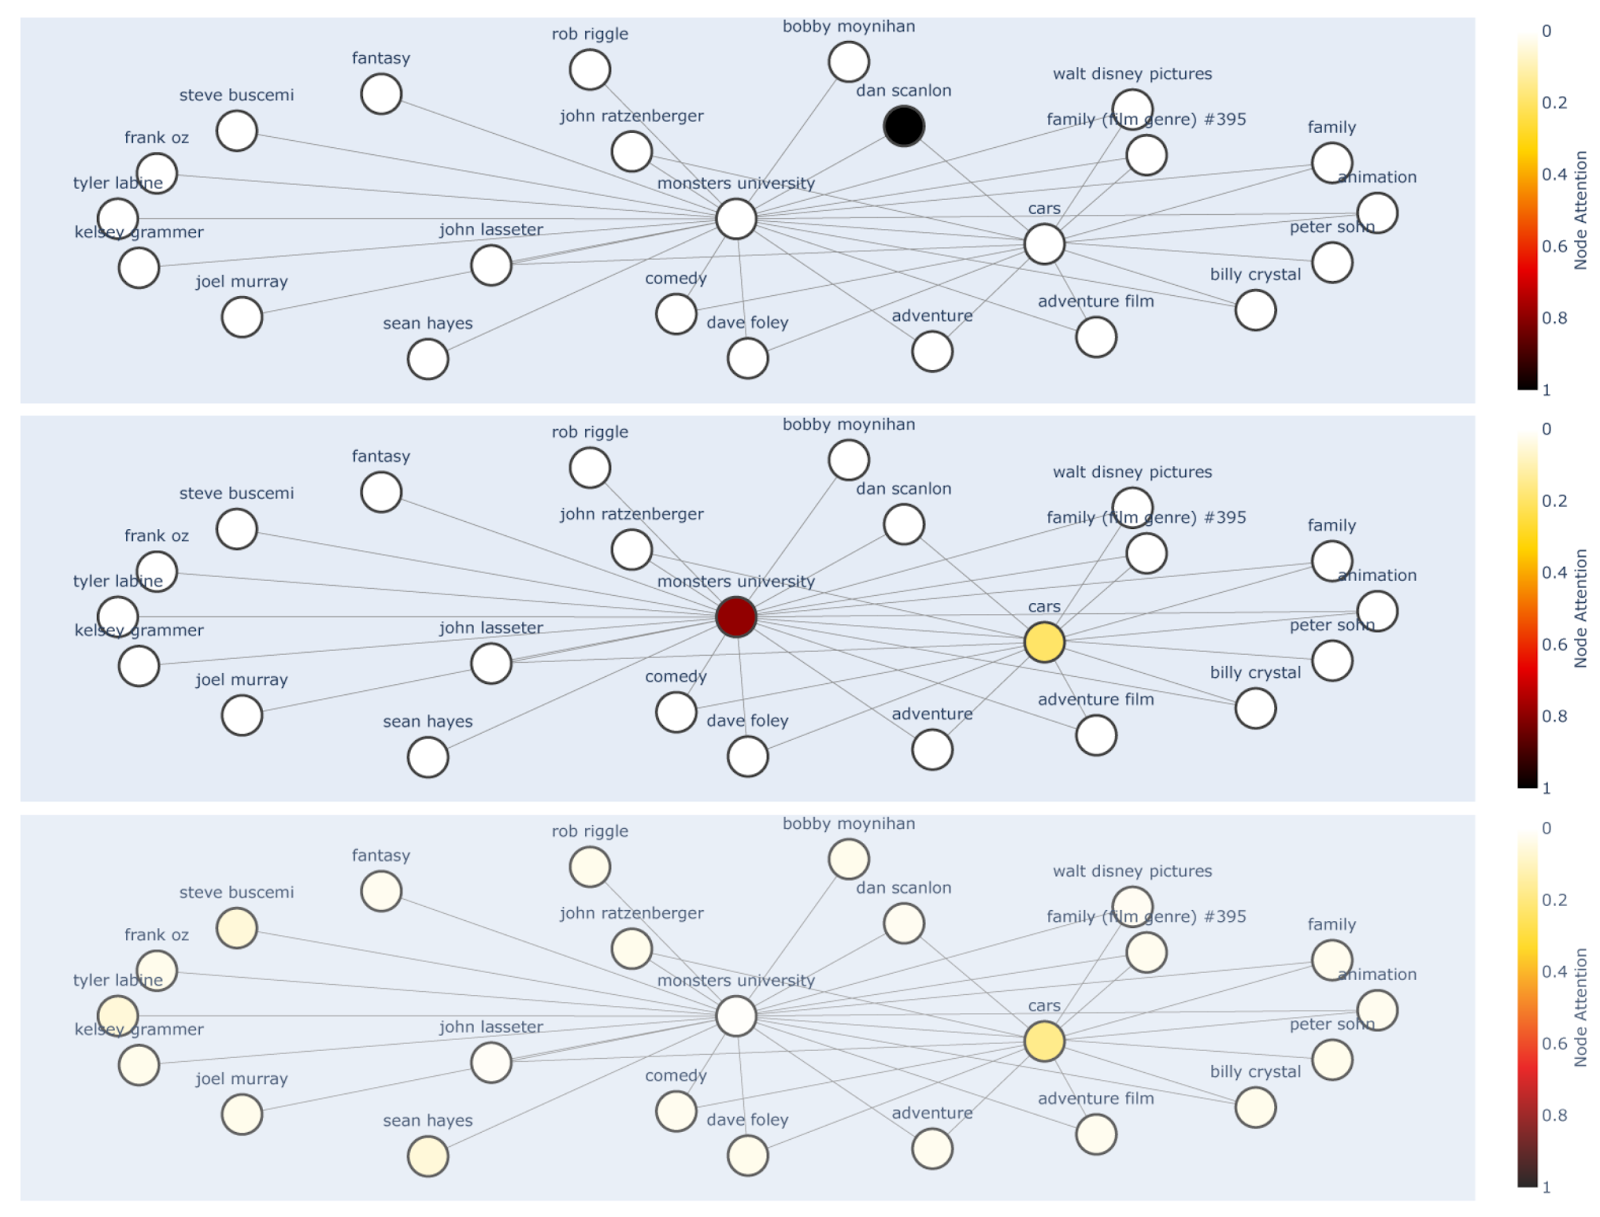 bobby moynihan
rob riggle
fantasy
walt disney pictures
dan scanlon
steve buscemi
john ratzenberger
family (film genre) #395
family
frank oz
tyler labine
monsters university
animation
cars
peter sohn
kelsey grammer
john lasseter
joel murray
comedy
billy crystal
adventure film
sean hayes
dave foley
adventure
0
0.2
0.4
0.6
0.8
1
Node Attention
bobby moynihan
rob riggle
fantasy
walt disney pictures
dan scanlon
steve buscemi
john ratzenberger
family (film genre) #395
family
frank oz
tyler labine
monsters university
animation
cars
peter sohn
kelsey grammer
john lasseter
joel murray
comedy
billy crystal
adventure film
sean hayes
dave foley
adventure
0
0.2
0.4
0.6
0.8
1
Node Attention
bobby moynihan
rob riggle
fantasy
walt disney pictures
dan scanlon
steve buscemi
john ratzenberger
family (film genre) #395
family
frank oz
tyler labine
monsters university
animation
cars
peter sohn
kelsey grammer
john lasseter
joel murray
comedy
billy crystal
adventure film
sean hayes
dave foley
adventure
0
0.2
0.4
0.6
0.8
1
Node Attention